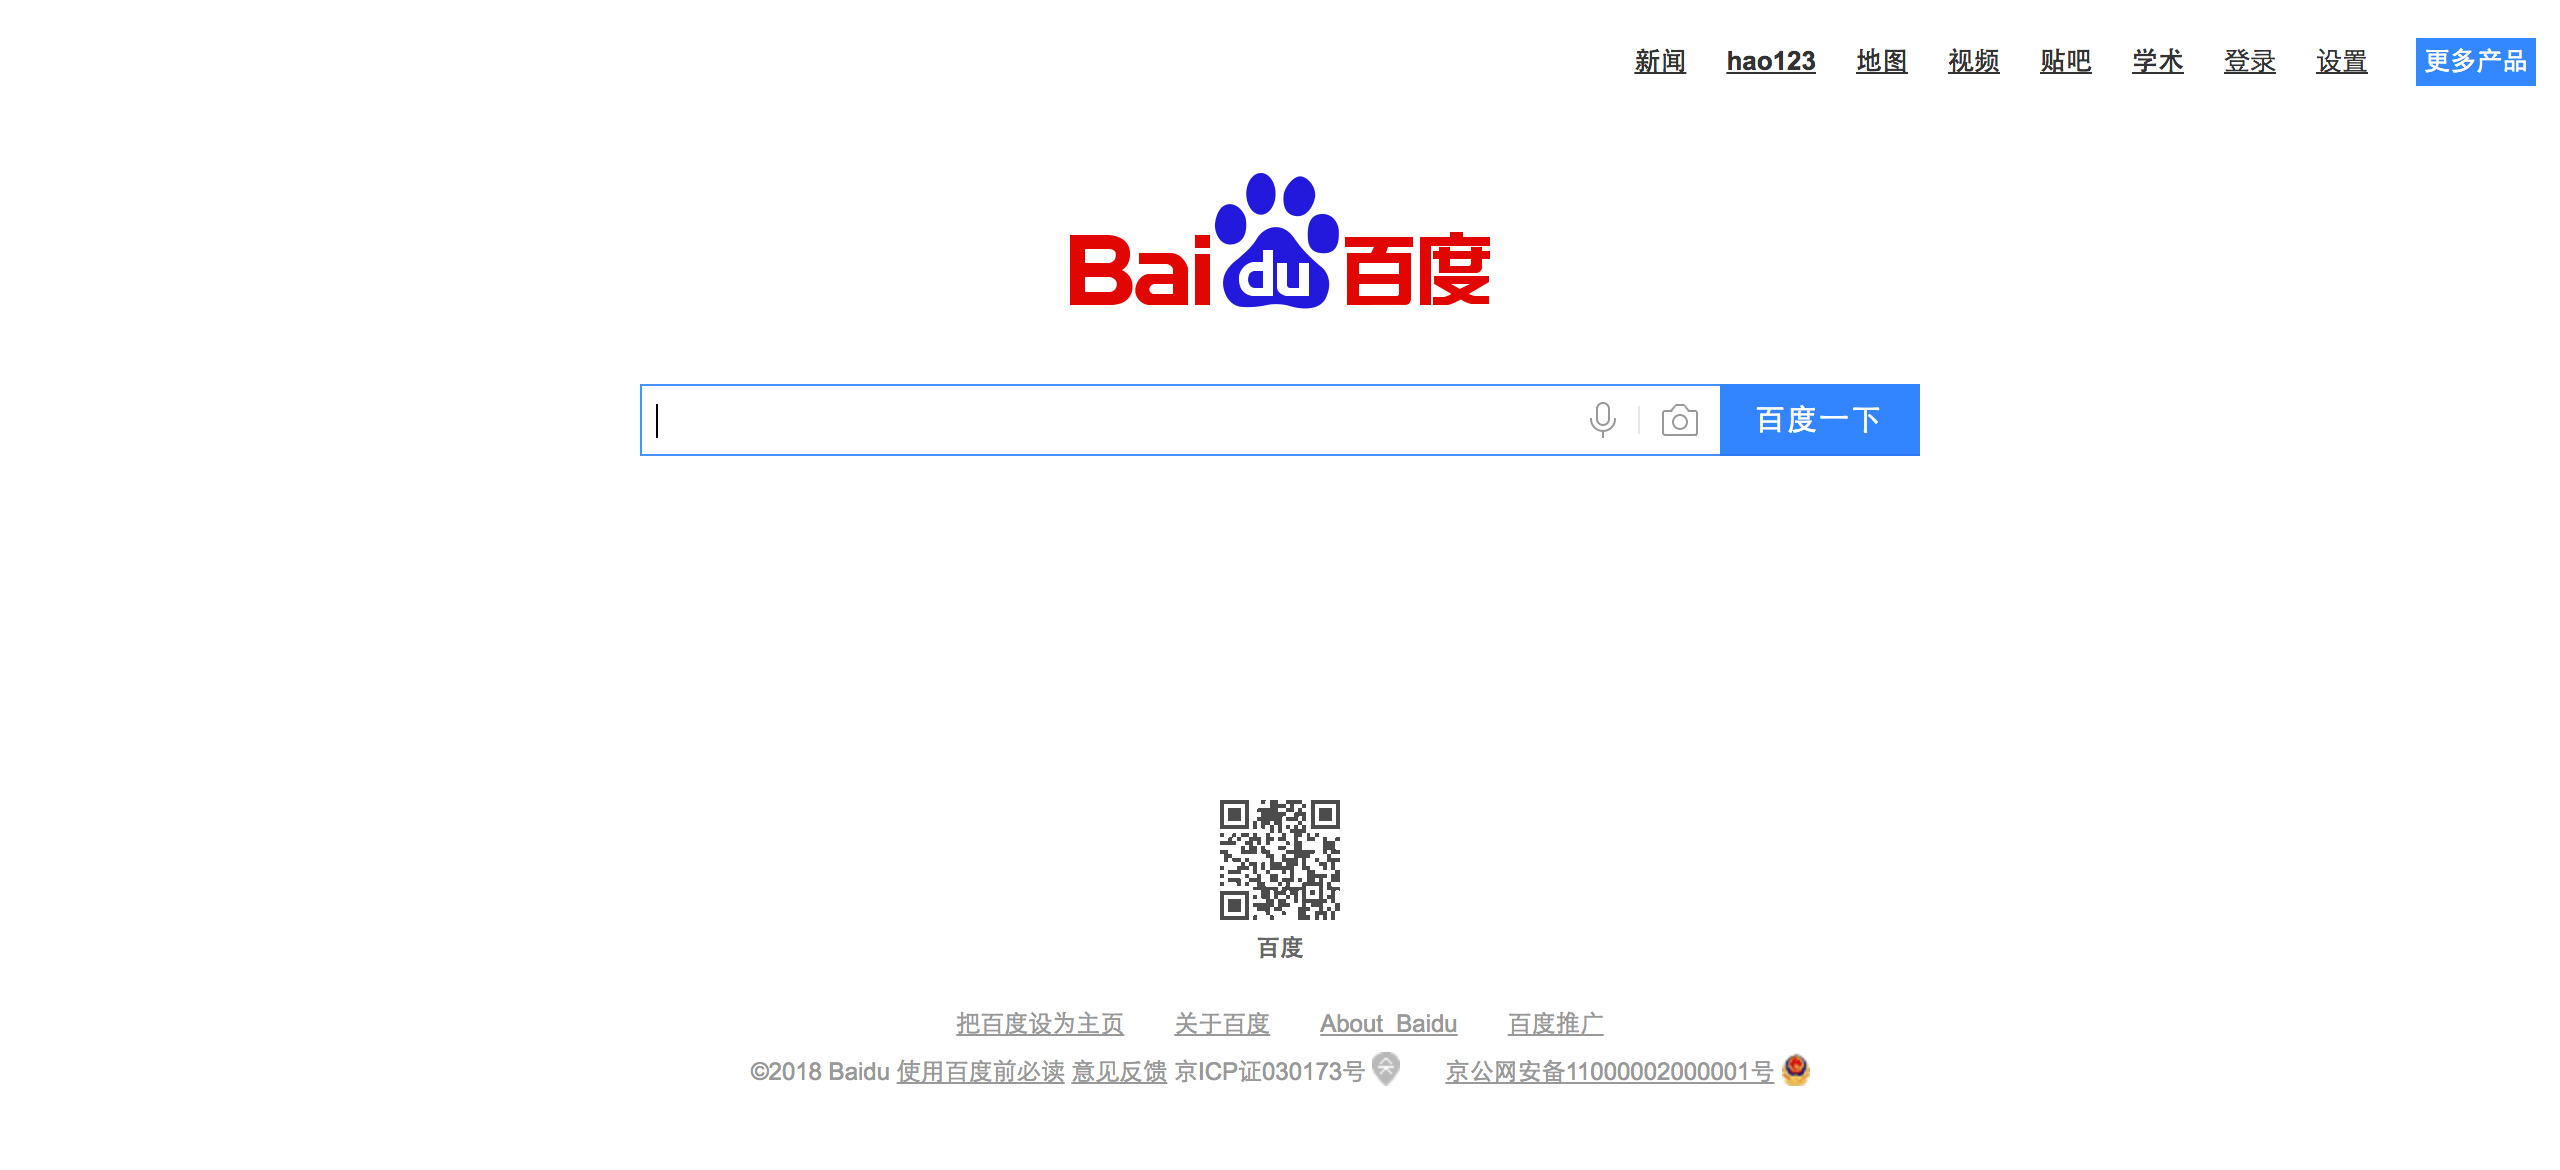 新闻 hao123 地图 视频 贴吧 学术 登录 设置 更多产品
Bai du 百度
百度一下
百度
把百度设为主页 关于百度 About Baidu 百度推广
©2018 Baidu 使用百度前必读 意见反馈 京ICP证030173号 京公网安备11000002000001号